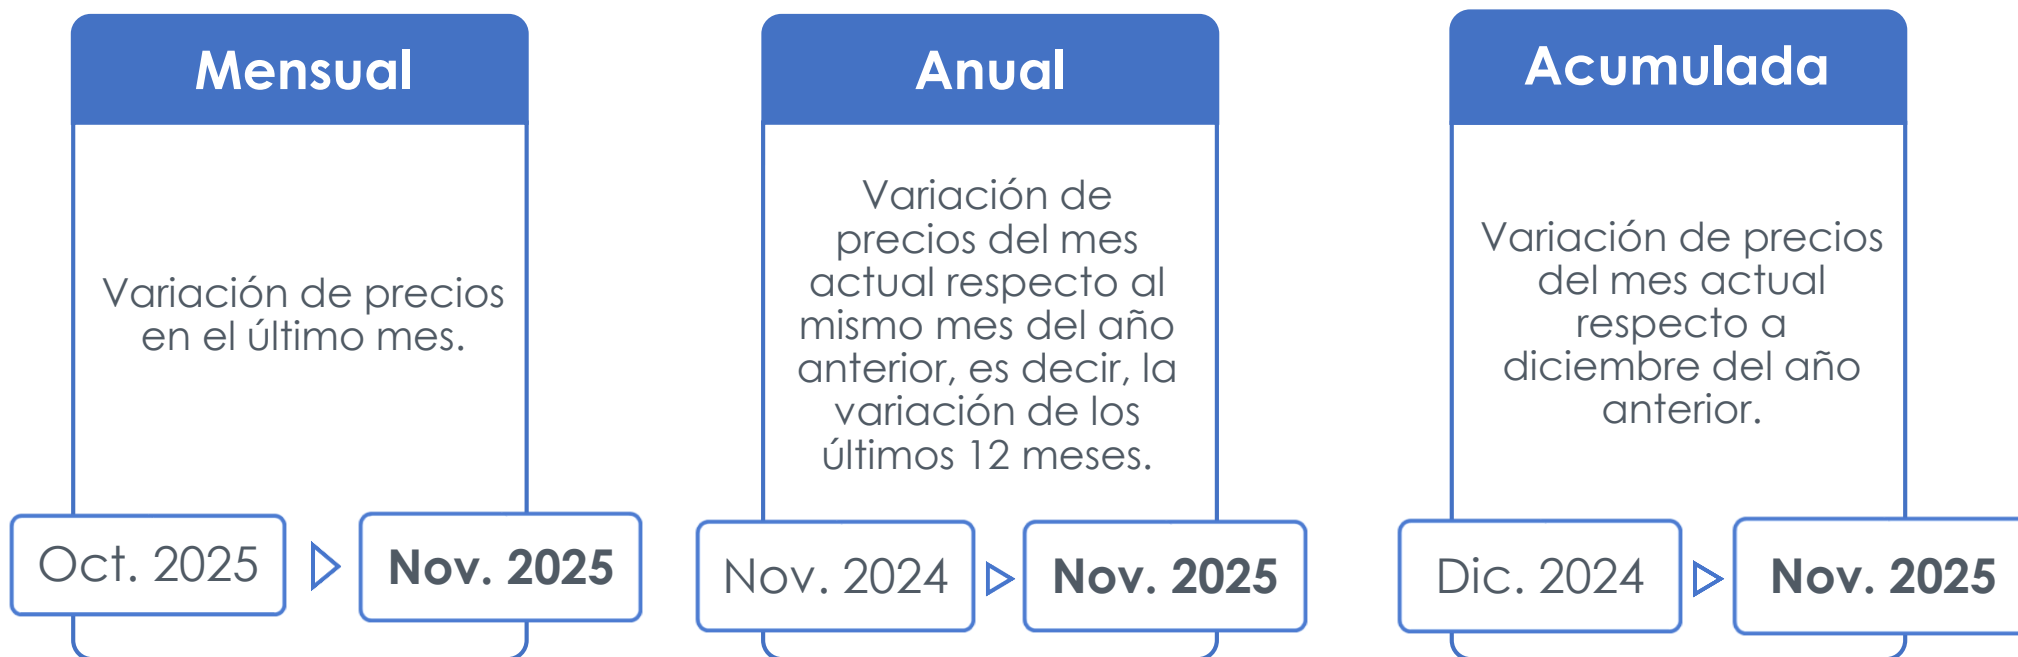 Mensual
Variación de precios
en el último mes.
Oct. 2025
Nov. 2025
Anual
Variación de
precios del mes
actual respecto al
mismo mes del año
anterior, es decir, la
variación de los
últimos 12 meses.
Nov. 2024
Nov. 2025
Acumulada
Variación de precios
del mes actual
respecto a
diciembre del año
anterior.
Dic. 2024
Nov. 2025